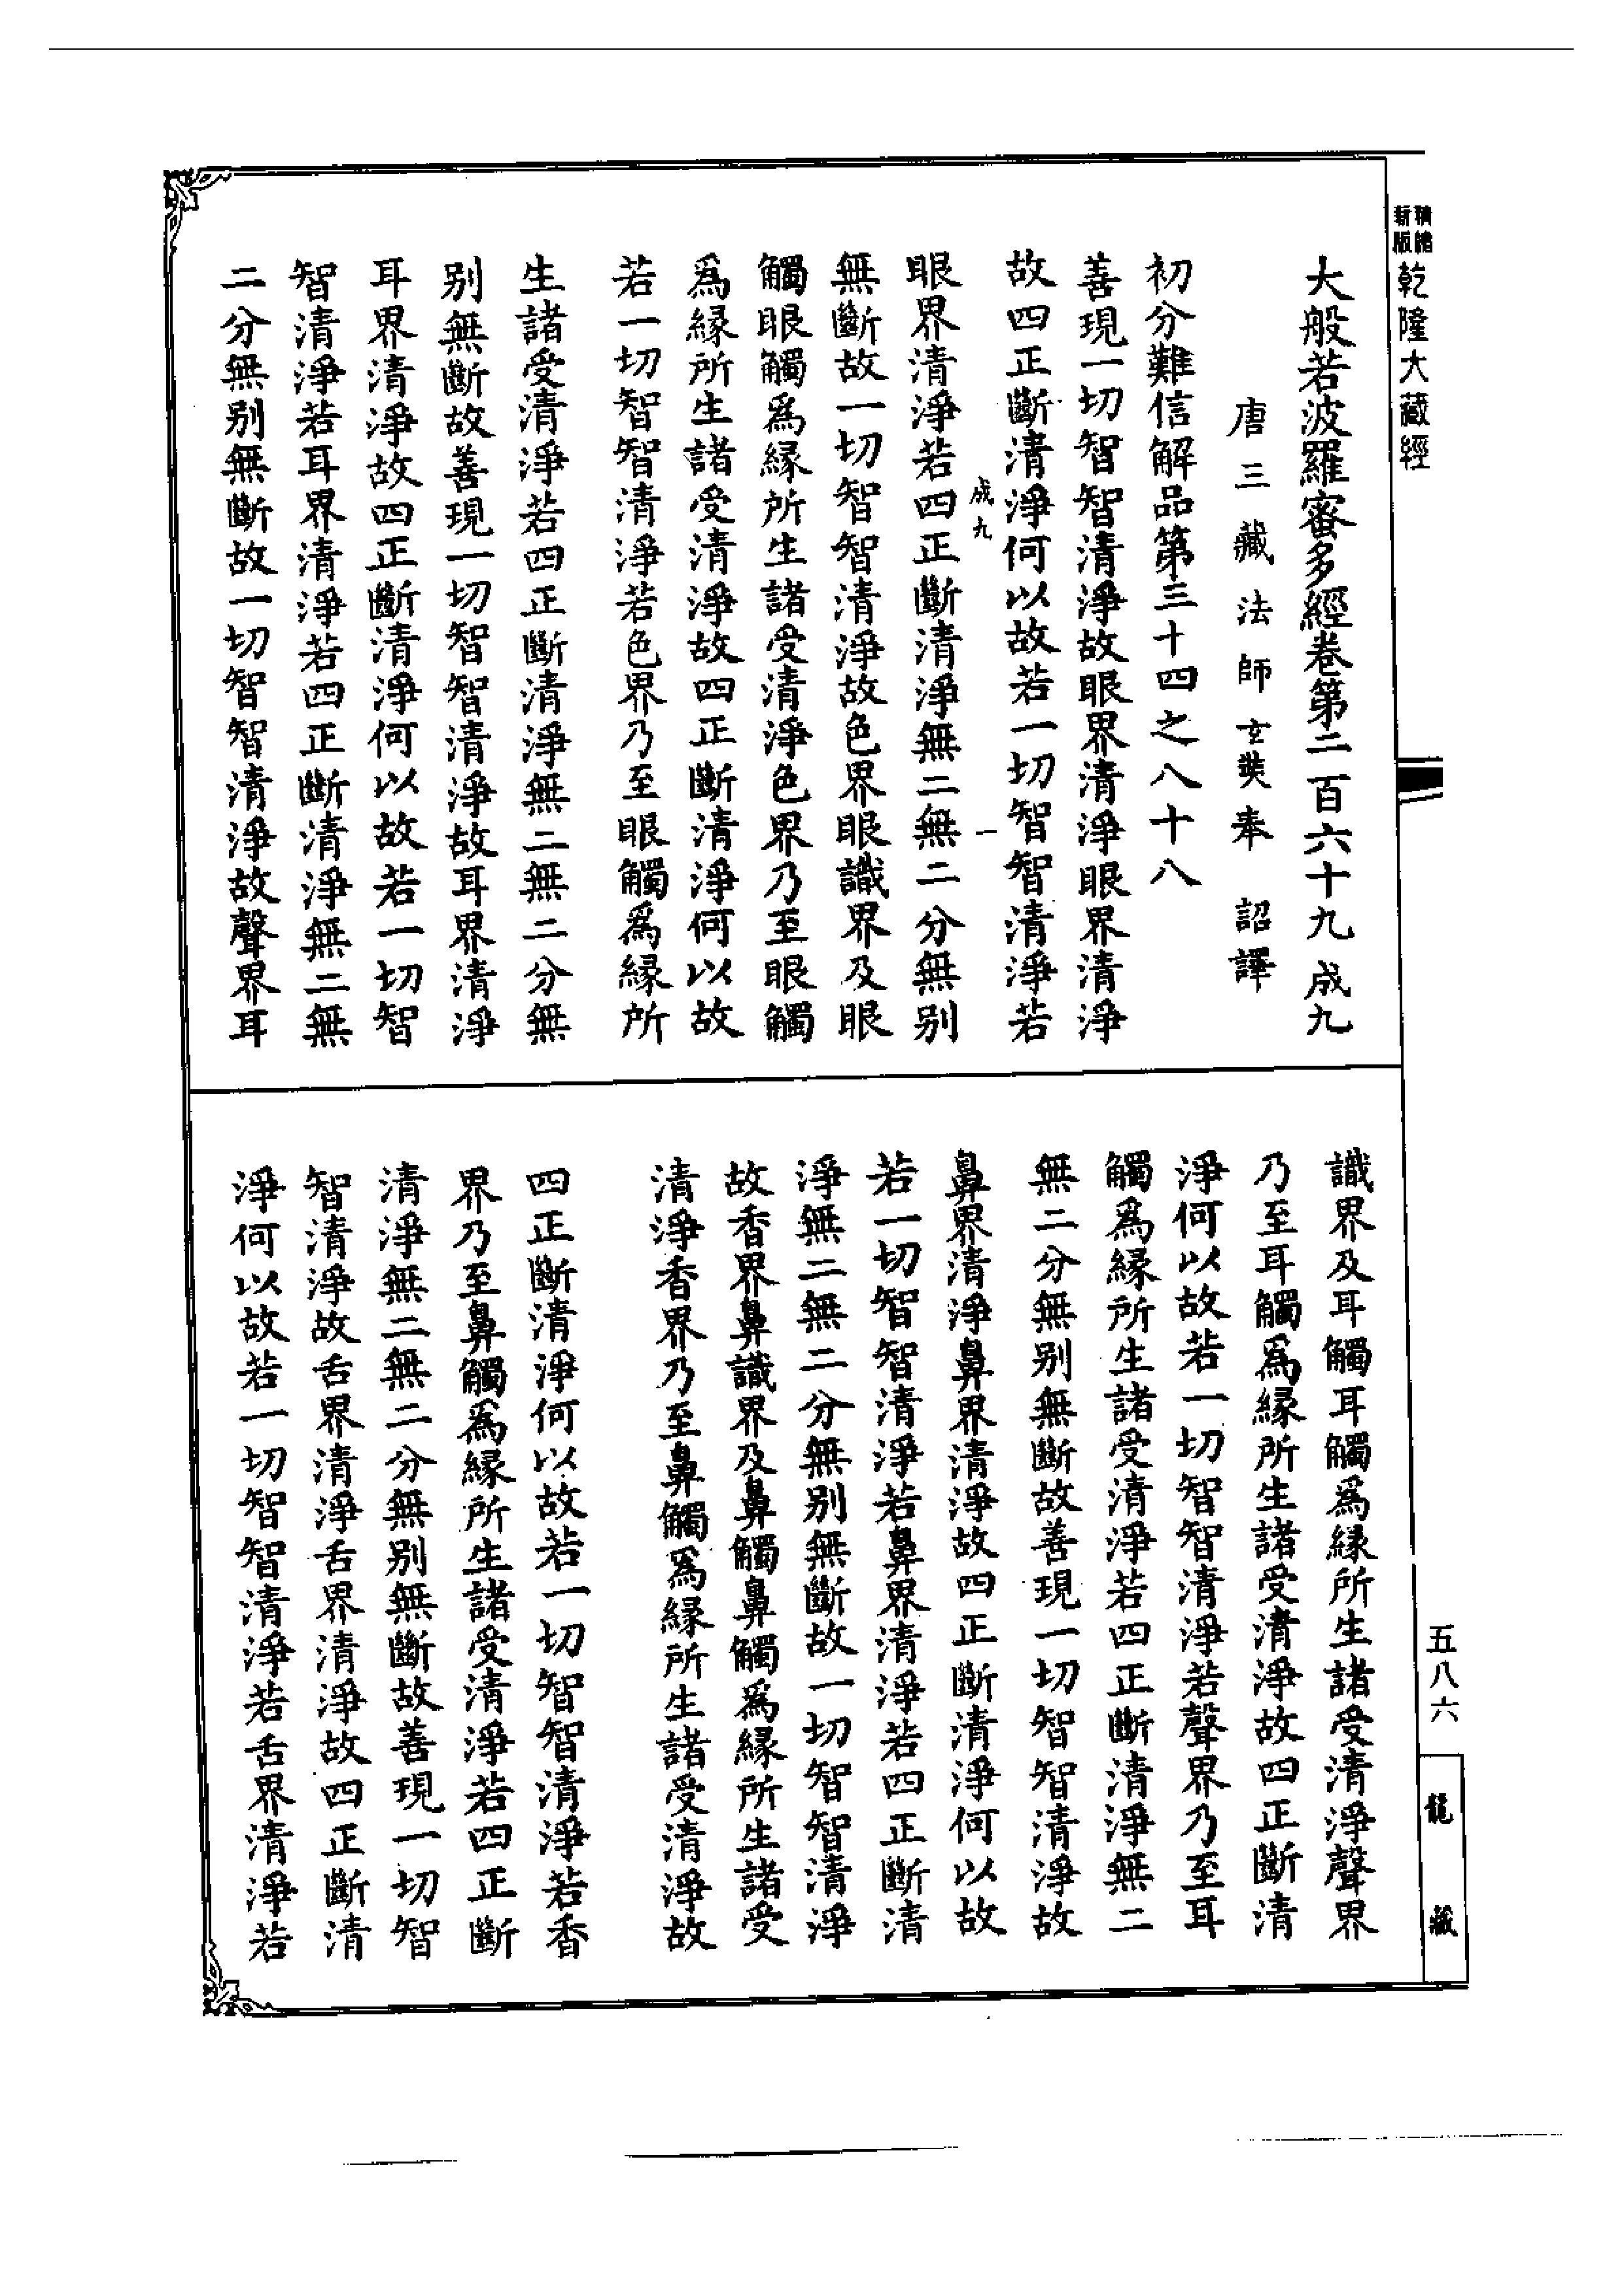 精縮新版
乾隆大藏經
大般若波羅蜜多經卷第二百六十九 成九
唐三藏法師玄奘奉 詔譯
初分難信解品第三十四之八十八
善現一切智智清淨故眼界清淨眼界清淨
故四正斷清淨何以故若一切智智清淨若
成九 一
眼界清淨若四正斷清淨無二無二分無别
無斷故一切智智清淨故色界眼識界及眼
觸眼觸爲緣所生諸受清淨色界乃至眼觸
爲緣所生諸受清淨故四正斷清淨何以故
若一切智智清淨若色界乃至眼觸爲緣所
生諸受清淨若四正斷清淨無二無二分無
别無斷故善現一切智智清淨故耳界清淨
耳界清淨故四正斷清淨何以故若一切智
智清淨若耳界清淨若四正斷清淨無二無
二分無别無斷故一切智智清淨故聲界耳
識界及耳觸耳觸爲緣所生諸受清淨聲界
乃至耳觸爲緣所生諸受清淨故四正斷清
淨何以故若一切智智清淨若聲界乃至耳
觸爲緣所生諸受清淨若四正斷清淨無二
無二分無别無斷故善現一切智智清淨故
鼻界清淨鼻界清淨故四正斷清淨何以故
若一切智智清淨若鼻界清淨若四正斷清
淨無二無二分無别無斷故一切智智清淨
故香界鼻識界及鼻觸鼻觸爲緣所生諸受
清淨香界乃至鼻觸爲緣所生諸受清淨故
四正斷清淨何以故若一切智智清淨若香
界乃至鼻觸爲緣所生諸受清淨若四正斷
清淨無二無二分無别無斷故善現一切智
智清淨故舌界清淨舌界清淨故四正斷清
淨何以故若一切智智清淨若舌界清淨若
五八六
龍藏